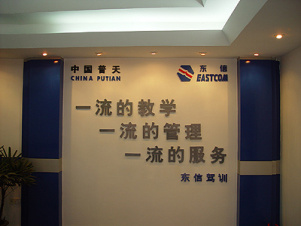 中国普天
CHINA PUTIAN
东信
EASTCOM
一流的教学
一流的管理
一流的服务
东信驾训